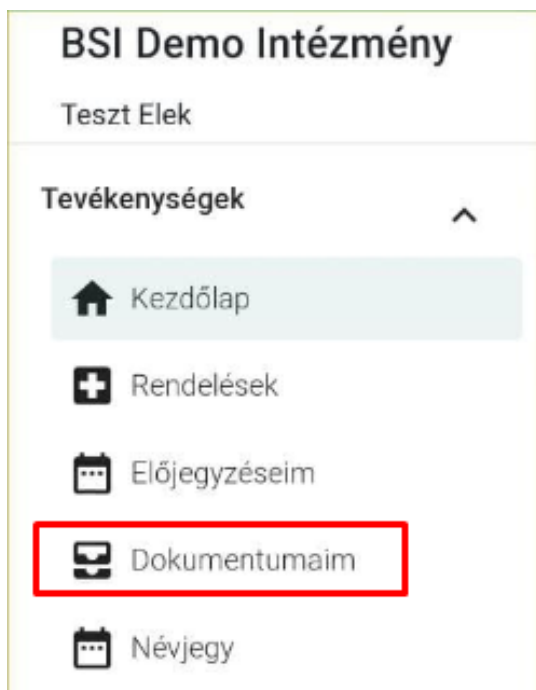 BSI Demo Intézmény
Teszt Elek
Tevékenységek
Kezdőlap
Rendelések
Előjegyzéseim
Dokumentumaim
Névjegy